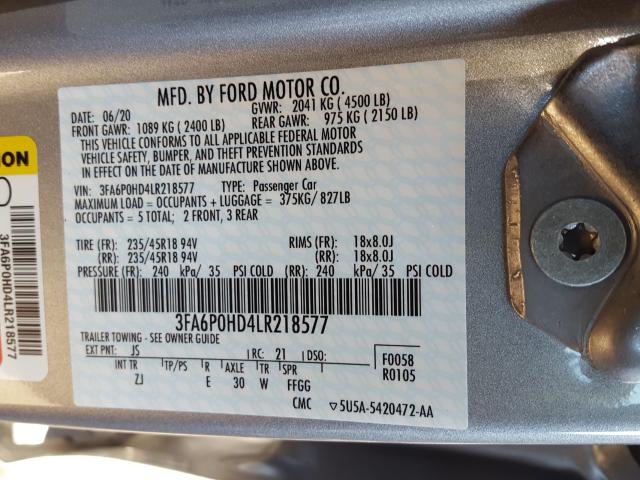 MFD. BY FORD MOTOR CO.
DATE: 06/20 GVWR: 2041 KG ( 4500 LB)
FRONT GAWR: 1089 KG ( 2400 LB) REAR GAWR: 975 KG ( 2150 LB)
THIS VEHICLE CONFORMS TO ALL APPLICABLE FEDERAL MOTOR
VEHICLE SAFETY, BUMPER, AND THEFT PREVENTION STANDARDS
IN EFFECT ON THE DATE OF MANUFACTURE SHOWN ABOVE.
VIN: 3FA6P0HD4LR218577 TYPE: Passenger Car
MAXIMUM LOAD = OCCUPANTS + LUGGAGE = 375KG/ 827LB
OCCUPANTS = 5 TOTAL; 2 FRONT, 3 REAR
TIRE (FR): 235/45R18 94V RIMS (FR): 18x8.0J
(RR): 235/45R18 94V (RR): 18x8.0J
PRESSURE (FR): 240 kPa/ 35 PSI COLD (RR): 240 kPa/ 35 PSI COLD
3FA6P0HD4LR218577
TRAILER TOWING - SEE OWNER GUIDE
EXT PNT: JS RC: 21 DSO: F0058
INT TR TP/PS R AXLE TR SPR R0105
ZJ E 30 W FFGG
CMC ▽5U5A-5420472-AA
ION
3FA6P0HD4LR218577